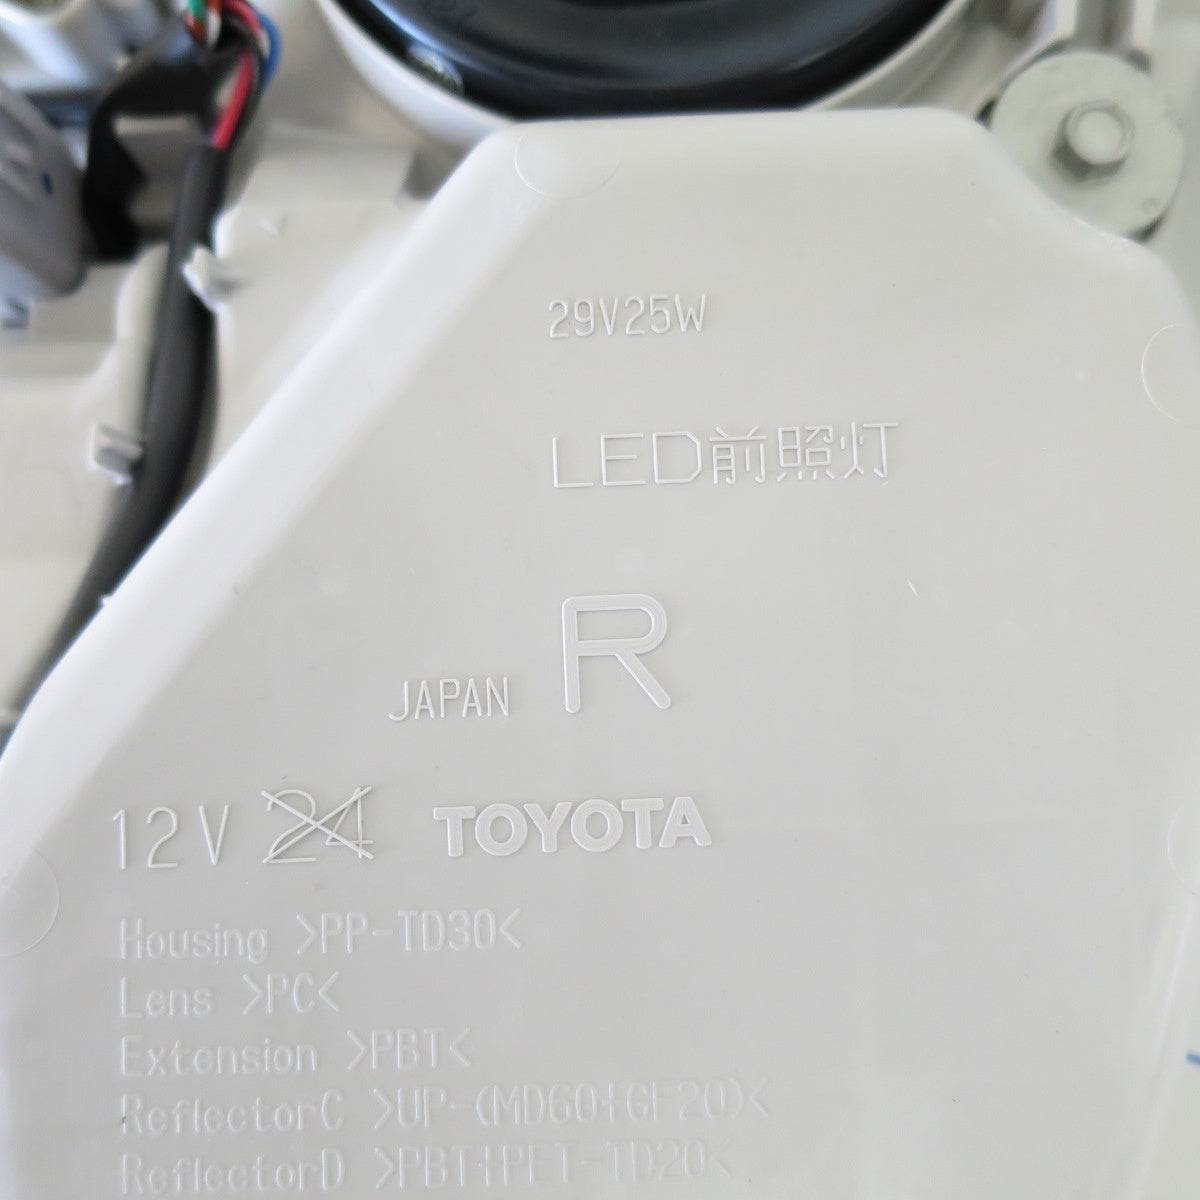 29V25W
LED前照灯
R
JAPAN
12V 24 TOYOTA
Housing >PP-TD30<
Lens >PC<
Extension >PBT<
ReflectorC >UP-(MD60+GF20)<
ReflectorD >PBT+PET-TD20<